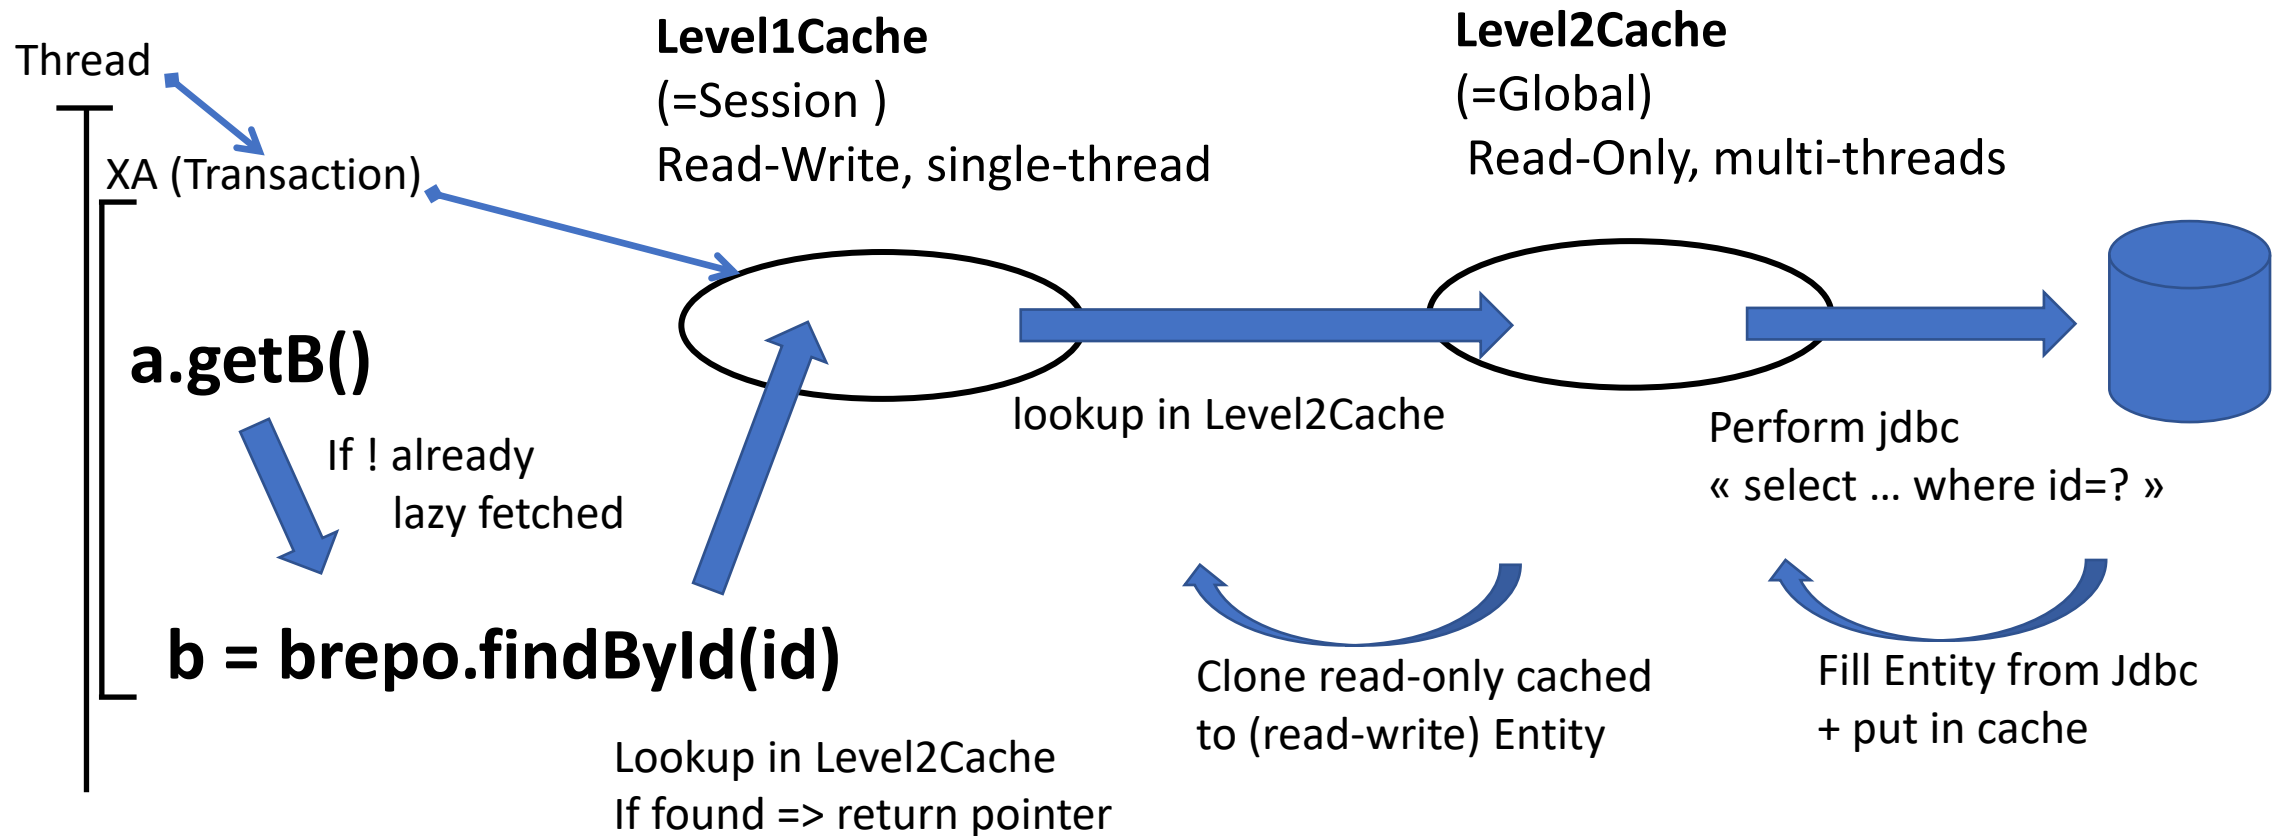 Thread
XA (Transaction)
Level1Cache
(=Session )
Read-Write, single-thread
Level2Cache
(=Global)
Read-Only, multi-threads
a.getB()
If ! already
lazy fetched
b = brepo.findById(id)
Lookup in Level2Cache
If found => return pointer
lookup in Level2Cache
Clone read-only cached
to (read-write) Entity
Perform jdbc
« select … where id=? »
Fill Entity from Jdbc
+ put in cache